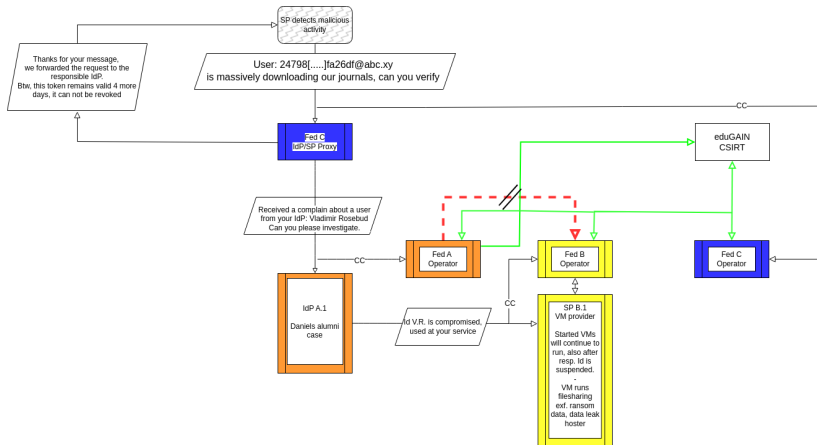 SP detects malicious
activity
Thanks for your message,
we forwarded the request to the
responsible IdP.
Btw, this token remains valid 4 more
days, it can not be revoked
User: 24798[.....]fa26df@abc.xy
is massively downloading our journals, can you verify
CC
Fed C
IdP/SP Proxy
eduGAIN
CSIRT
Received a complain about a user
from your IdP: Vladimir Rosebud
Can you please investigate.
CC
Fed A
Operator
Fed B
Operator
Fed C
Operator
IdP A.1
Daniels alumni
case
Id V.R. is compromised,
used at your service
CC
SP B.1
VM provider
Started VMs
will continue to
run, also after
resp. Id is
suspended.
-
VM runs
filesharing
exf. ransom
data, data leak
hoster